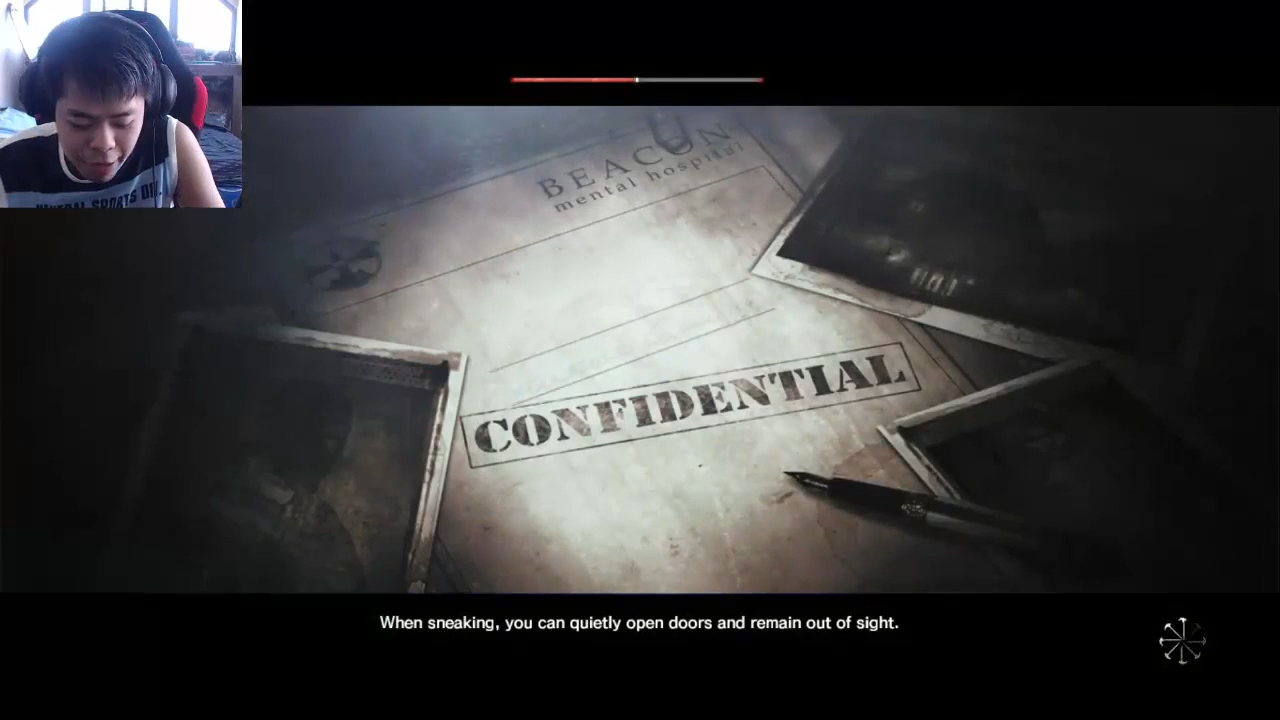 BEACON
mental hospital
CONFIDENTIAL
When sneaking, you can quietly open doors and remain out of sight.